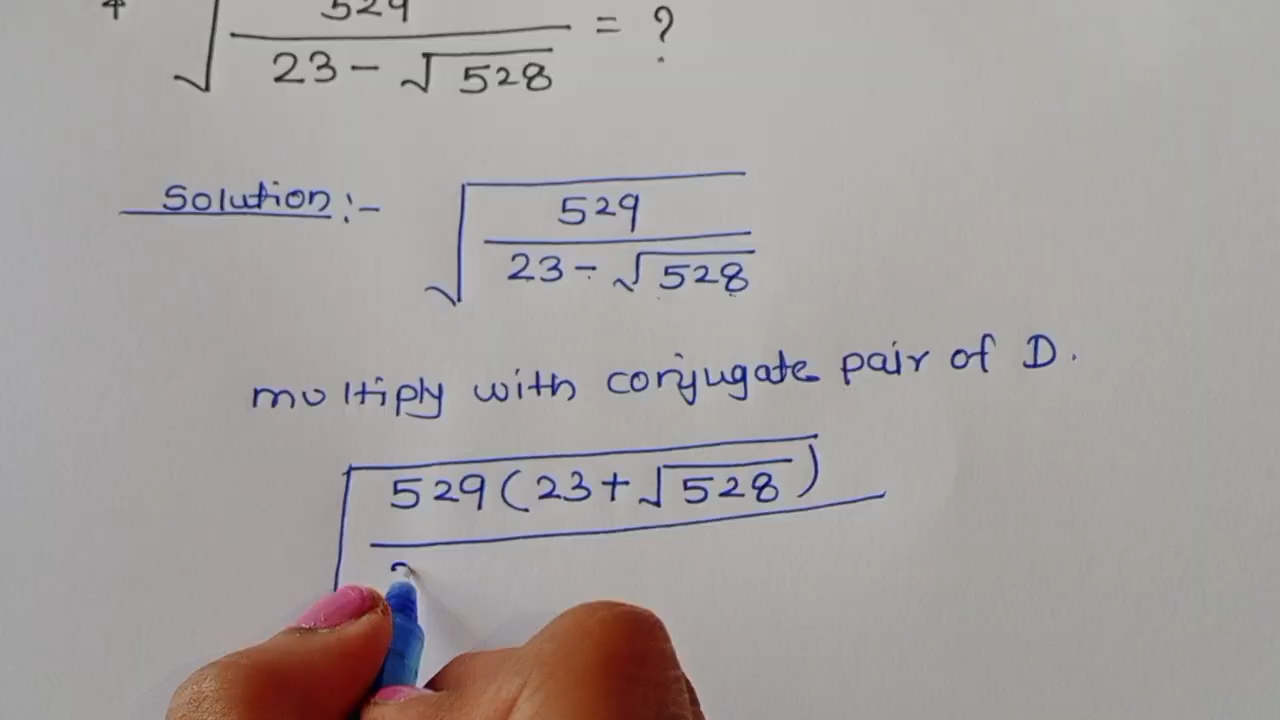 √529/23-√528 = ?
Solution:- √529/23-√528
multiply with conjugate pair of D.
√529(23+√528)